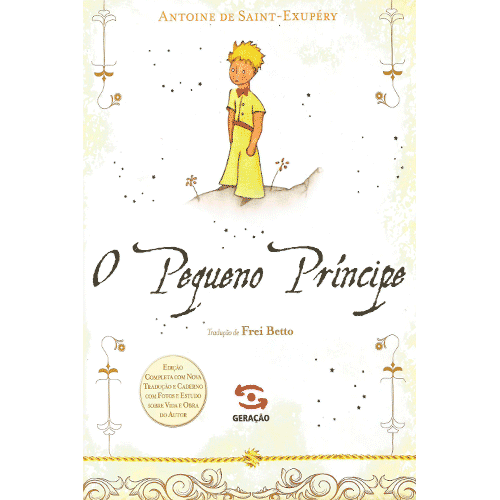 Antoine de Saint-Exupéry
O Pequeno Príncipe
Tradução de Frei Betto
Edição
Completa com Nova
Tradução e Caderno
com Fotos e Estudo
sobre Vida e Obra
do Autor
GERAÇÃO